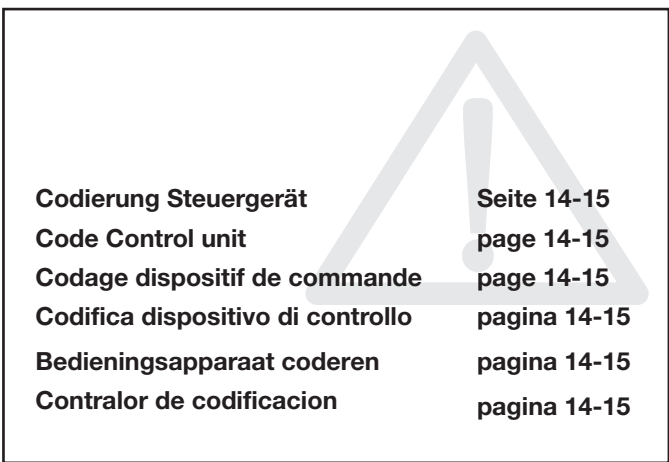 Codierung Steuergerät Seite 14-15
Code Control unit page 14-15
Codage dispositif de commande page 14-15
Codifica dispositivo di controllo pagina 14-15
Bedieningsapparaat coderen pagina 14-15
Contralor de codificacion pagina 14-15